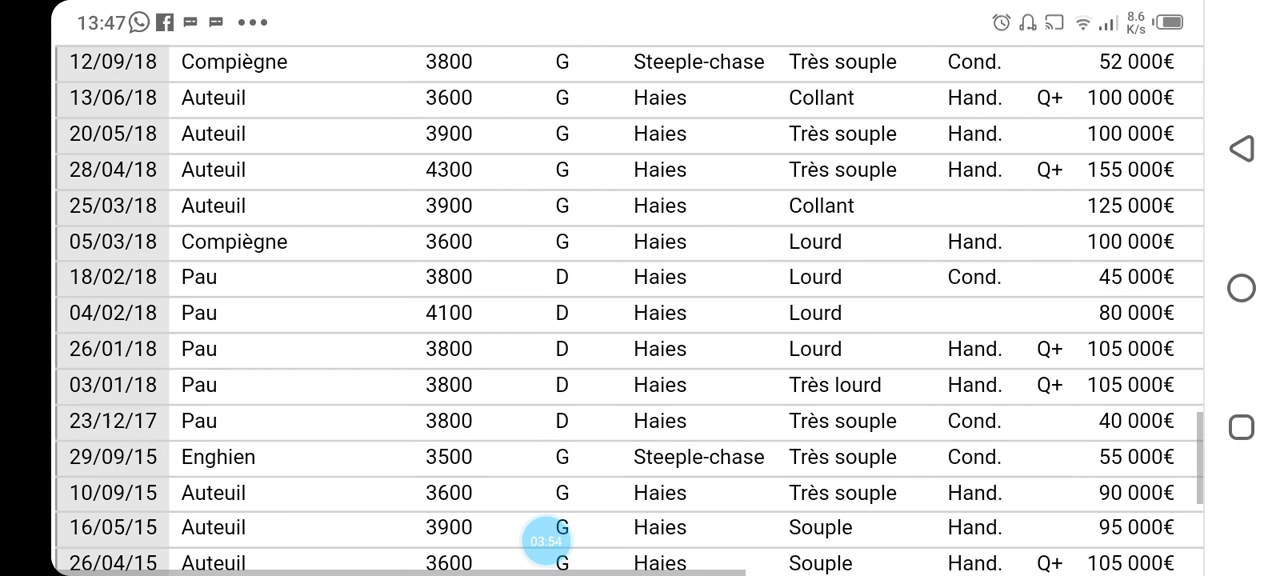 13:47 8.6 K/s
12/09/18 Compiègne 3800 G Steeple-chase Très souple Cond. 52 000€
13/06/18 Auteuil 3600 G Haies Collant Hand. Q+ 100 000€
20/05/18 Auteuil 3900 G Haies Très souple Hand. 100 000€
28/04/18 Auteuil 4300 G Haies Très souple Hand. Q+ 155 000€
25/03/18 Auteuil 3900 G Haies Collant 125 000€
05/03/18 Compiègne 3600 G Haies Lourd Hand. 100 000€
18/02/18 Pau 3800 D Haies Lourd Cond. 45 000€
04/02/18 Pau 4100 D Haies Lourd 80 000€
26/01/18 Pau 3800 D Haies Lourd Hand. Q+ 105 000€
03/01/18 Pau 3800 D Haies Très lourd Hand. Q+ 105 000€
23/12/17 Pau 3800 D Haies Très souple Cond. 40 000€
29/09/15 Enghien 3500 G Steeple-chase Très souple Cond. 55 000€
10/09/15 Auteuil 3600 G Haies Très souple Hand. 90 000€
16/05/15 Auteuil 3900 G Haies Souple Hand. 95 000€
03:54
26/04/15 Auteuil 3600 G Haies Souple Hand. Q+ 105 000€